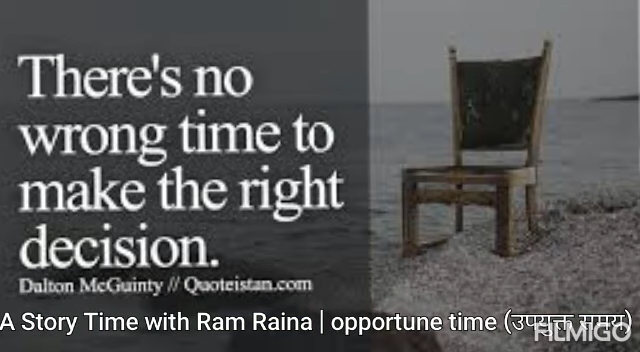 There's no
wrong time to
make the right
decision.
Dalton McGuinty // Quoteistan.com
A Story Time with Ram Raina | opportune time (उपयुक्त समय)
FILMIGO